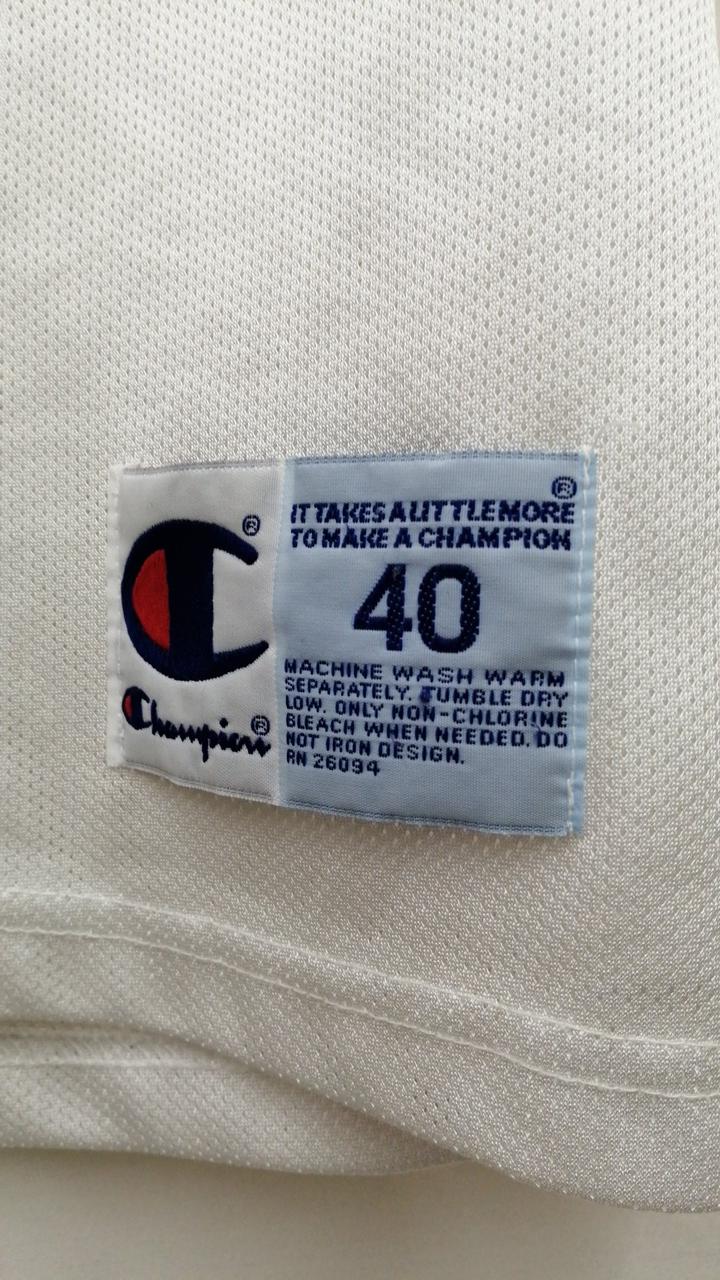 ®
Champion®
®
IT TAKES A LITTLE MORE
TO MAKE A CHAMPION
40
MACHINE WASH WARM
SEPARATELY. TUMBLE DRY
LOW. ONLY NON-CHLORINE
BLEACH WHEN NEEDED. DO
NOT IRON DESIGN.
RN 26094